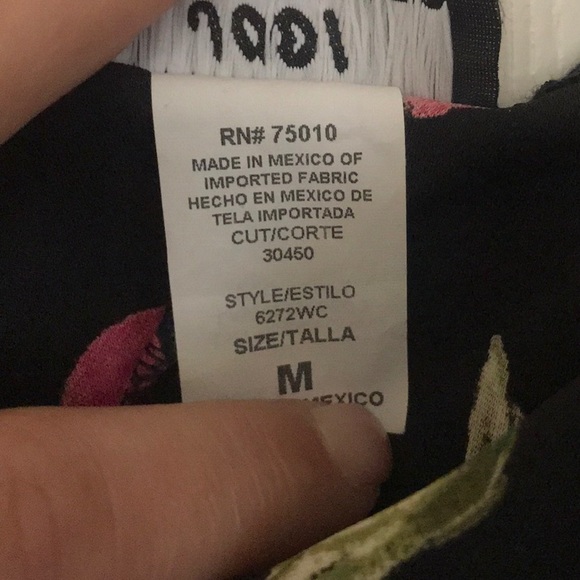 RN# 75010
MADE IN MEXICO OF
IMPORTED FABRIC
HECHO EN MEXICO DE
TELA IMPORTADA
CUT/CORTE
30450
STYLE/ESTILO
6272WC
SIZE/TALLA
M
MEXICO